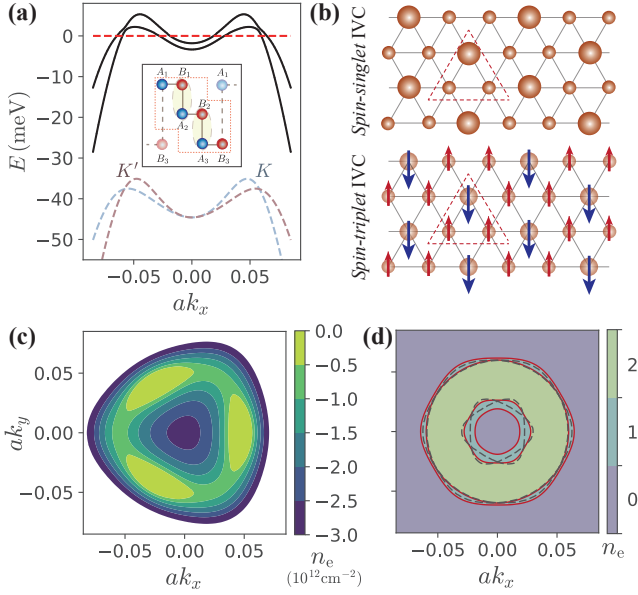 (a)
E (meV)
0
−10
−20
−30
−40
−50
A₁ B₁ A₁
B₂
A₂
B₃ A₃ B₃
K′ K
−0.05 0.00 0.05
akₓ
(b)
Spin-singlet IVC
Spin-triplet IVC
(c)
ak_y
0.05
0.00
−0.05
−0.05 0.00 0.05
akₓ
0.0
−0.5
−1.0
−1.5
−2.0
−2.5
−3.0
nₑ
(10¹²cm⁻²)
(d)
−0.05 0.00 0.05
akₓ
2
1
0
nₑ